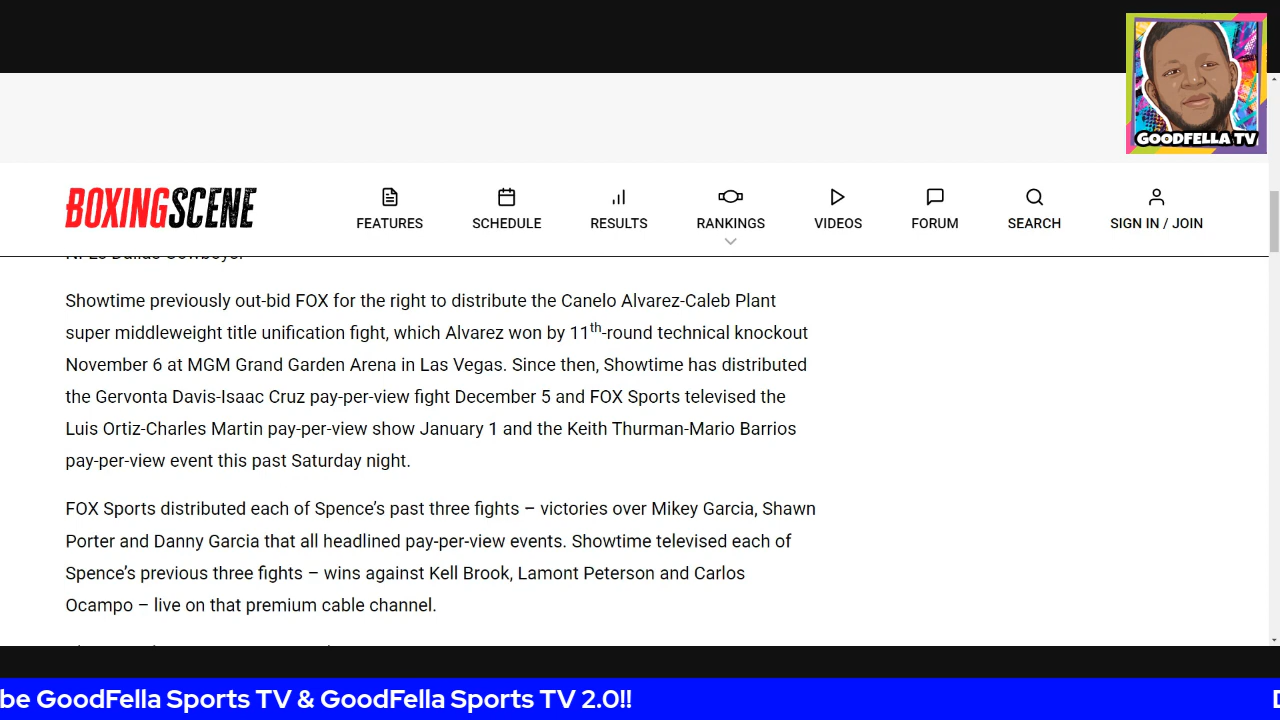 GOODFELLA TV
BOXINGSCENE
FEATURES
SCHEDULE
RESULTS
RANKINGS
VIDEOS
FORUM
SEARCH
SIGN IN / JOIN
Showtime previously out-bid FOX for the right to distribute the Canelo Alvarez-Caleb Plant
super middleweight title unification fight, which Alvarez won by 11th-round technical knockout
November 6 at MGM Grand Garden Arena in Las Vegas. Since then, Showtime has distributed
the Gervonta Davis-Isaac Cruz pay-per-view fight December 5 and FOX Sports televised the
Luis Ortiz-Charles Martin pay-per-view show January 1 and the Keith Thurman-Mario Barrios
pay-per-view event this past Saturday night.
FOX Sports distributed each of Spence’s past three fights – victories over Mikey Garcia, Shawn
Porter and Danny Garcia that all headlined pay-per-view events. Showtime televised each of
Spence’s previous three fights – wins against Kell Brook, Lamont Peterson and Carlos
Ocampo – live on that premium cable channel.
be GoodFella Sports TV & GoodFella Sports TV 2.0!!